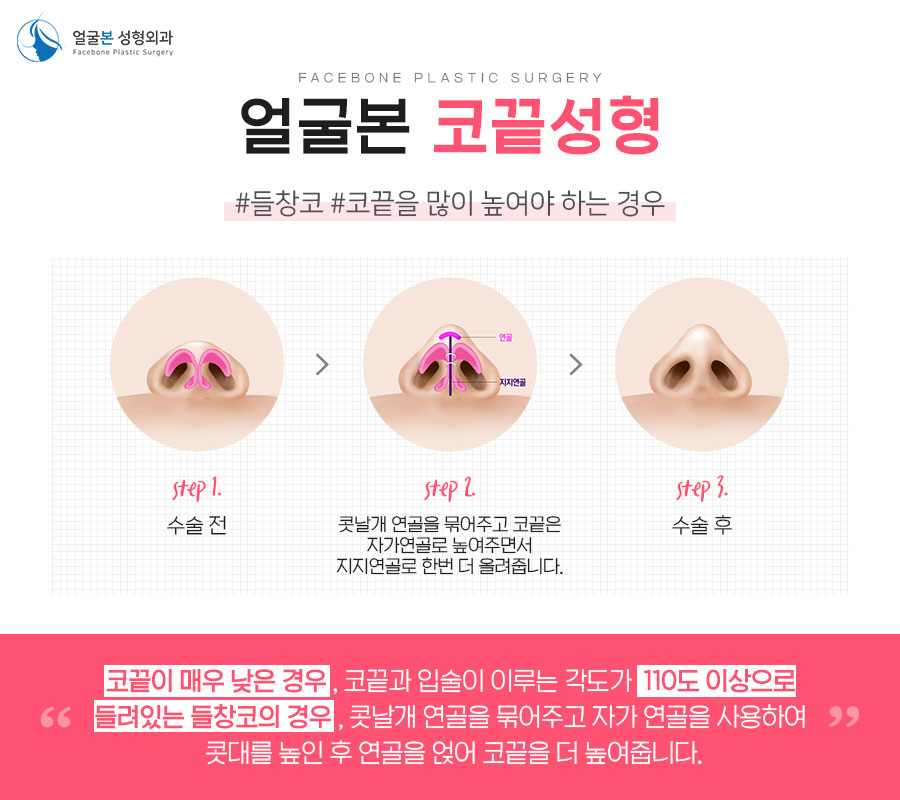 얼굴본 성형외과
Facebone Plastic Surgery
FACEBONE PLASTIC SURGERY
얼굴본 코끝성형
#들창코 #코끝을 많이 높여야 하는 경우
연골
지지연골
step 1.
수술 전
step 2.
콧날개 연골을 묶어주고 코끝은
자가연골로 높여주면서
지지연골로 한번 더 올려줍니다.
step 3.
수술 후
“ 코끝이 매우 낮은 경우, 코끝과 입술이 이루는 각도가 110도 이상으로
들려있는 들창코의 경우, 콧날개 연골을 묶어주고 자가 연골을 사용하여
콧대를 높인 후 연골을 얹어 코끝을 더 높여줍니다. ”